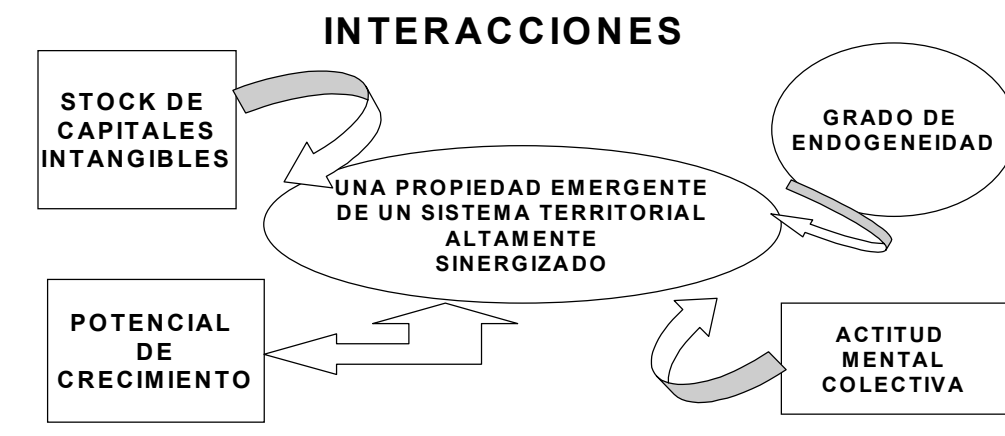 INTERACCIONES
STOCK DE
CAPITALES
INTANGIBLES
GRADO DE
ENDOGENEIDAD
UNA PROPIEDAD EMERGENTE
DE UN SISTEMA TERRITORIAL
ALTAMENTE
SINERGIZADO
POTENCIAL
DE
CRECIMIENTO
ACTITUD
MENTAL
COLECTIVA